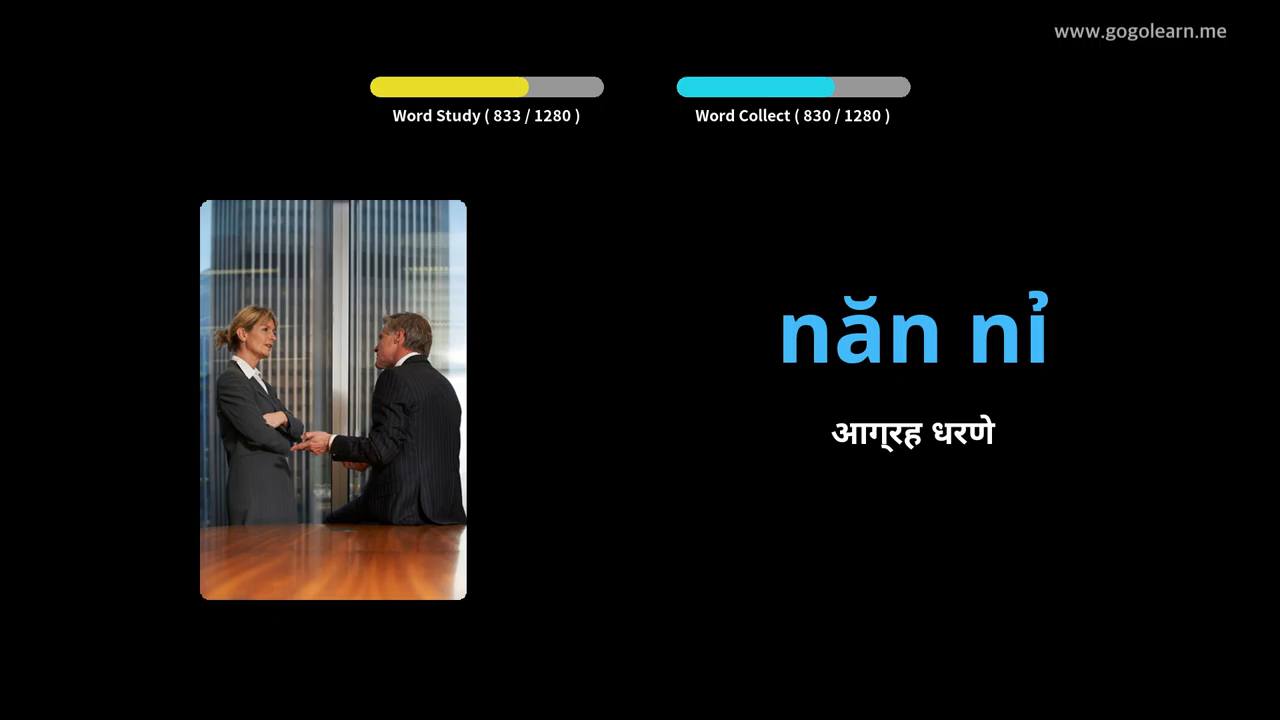 www.gogolearn.me
Word Study ( 833 / 1280 )
Word Collect ( 830 / 1280 )
năn nỉ
आग्रह धरणे